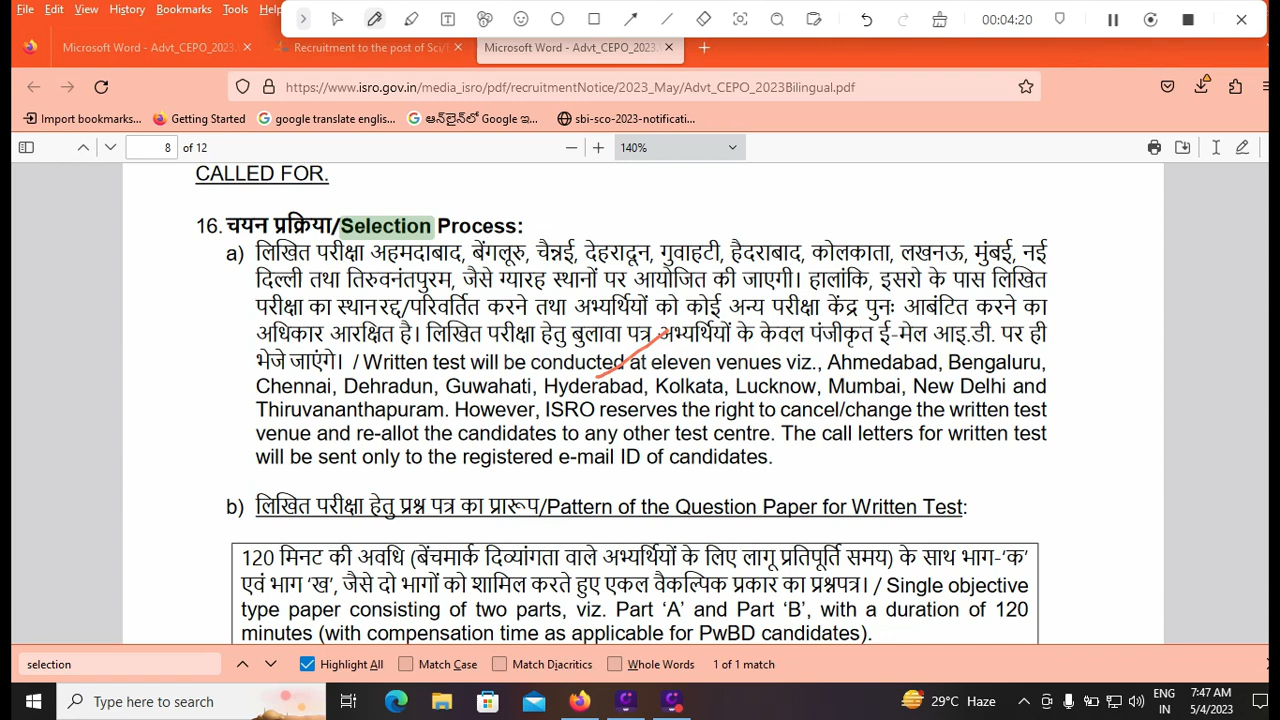 File Edit View History Bookmarks Tools Help
00:04:20
Microsoft Word - Advt_CEPO_2023
Recruitment to the post of Sci/
Microsoft Word - Advt_CEPO_2023
https://www.isro.gov.in/media_isro/pdf/recruitmentNotice/2023_May/Advt_CEPO_2023Bilingual.pdf
Import bookmarks... Getting Started google translate englis... ఆన్‌లైన్‌లో Google ఇ... sbi-sco-2023-notificati...
8 of 12 140%
CALLED FOR.
16. चयन प्रक्रिया/Selection Process:
a) लिखित परीक्षा अहमदाबाद, बेंगलूरु, चैन्नई, देहरादून, गुवाहटी, हैदराबाद, कोलकाता, लखनऊ, मुंबई, नई
दिल्ली तथा तिरुवनंतपुरम, जैसे ग्यारह स्थानों पर आयोजित की जाएगी। हालांकि, इसरो के पास लिखित
परीक्षा का स्थानरद्द/परिवर्तित करने तथा अभ्यर्थियों को कोई अन्य परीक्षा केंद्र पुनः आबंटित करने का
अधिकार आरक्षित है। लिखित परीक्षा हेतु बुलावा पत्र अभ्यर्थियों के केवल पंजीकृत ई-मेल आइ.डी. पर ही
भेजे जाएंगे। / Written test will be conducted at eleven venues viz., Ahmedabad, Bengaluru,
Chennai, Dehradun, Guwahati, Hyderabad, Kolkata, Lucknow, Mumbai, New Delhi and
Thiruvananthapuram. However, ISRO reserves the right to cancel/change the written test
venue and re-allot the candidates to any other test centre. The call letters for written test
will be sent only to the registered e-mail ID of candidates.
b) लिखित परीक्षा हेतु प्रश्न पत्र का प्रारूप/Pattern of the Question Paper for Written Test:
120 मिनट की अवधि (बेंचमार्क दिव्यांगता वाले अभ्यर्थियों के लिए लागू प्रतिपूर्ति समय) के साथ भाग-‘क’
एवं भाग ‘ख’, जैसे दो भागों को शामिल करते हुए एकल वैकल्पिक प्रकार का प्रश्नपत्र। / Single objective
type paper consisting of two parts, viz. Part ‘A’ and Part ‘B’, with a duration of 120
minutes (with compensation time as applicable for PwBD candidates).
selection Highlight All Match Case Match Diacritics Whole Words 1 of 1 match
Type here to search 29°C Haze ENG 7:47 AM
IN 5/4/2023